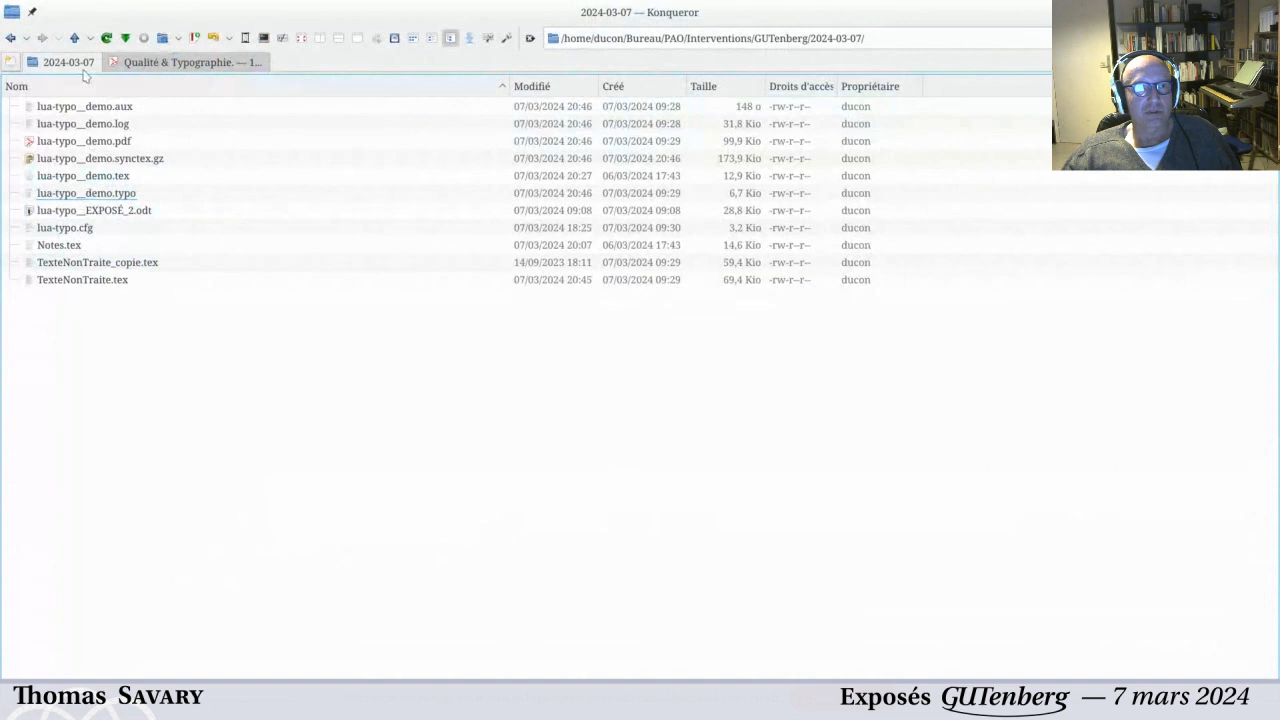 2024-03-07 — Konqueror
/home/ducon/Bureau/PAO/Interventions/GUTenberg/2024-03-07/
2024-03-07 Qualité & Typographie. — 1...
Nom Modifié Créé Taille Droits d'accès Propriétaire
lua-typo__demo.aux 07/03/2024 20:46 07/03/2024 09:28 148 o -rw-r--r-- ducon
lua-typo__demo.log 07/03/2024 20:46 07/03/2024 09:28 31,8 Kio -rw-r--r-- ducon
lua-typo__demo.pdf 07/03/2024 20:46 07/03/2024 09:29 99,9 Kio -rw-r--r-- ducon
lua-typo__demo.synctex.gz 07/03/2024 20:46 07/03/2024 20:46 173,9 Kio -rw-r--r-- ducon
lua-typo__demo.tex 07/03/2024 20:27 06/03/2024 17:43 12,9 Kio -rw-r--r-- ducon
lua-typo__demo.typo 07/03/2024 20:46 07/03/2024 09:29 6,7 Kio -rw-r--r-- ducon
lua-typo__EXPOSÉ_2.odt 07/03/2024 09:08 07/03/2024 09:08 28,8 Kio -rw-r--r-- ducon
lua-typo.cfg 07/03/2024 18:25 07/03/2024 09:30 3,2 Kio -rw-r--r-- ducon
Notes.tex 07/03/2024 20:07 06/03/2024 17:43 14,6 Kio -rw-r--r-- ducon
TexteNonTraite_copie.tex 14/09/2023 18:11 07/03/2024 09:29 59,4 Kio -rw-r--r-- ducon
TexteNonTraite.tex 07/03/2024 20:45 07/03/2024 09:29 69,4 Kio -rw-r--r-- ducon
Thomas SAVARY
Exposés GUTenberg — 7 mars 2024